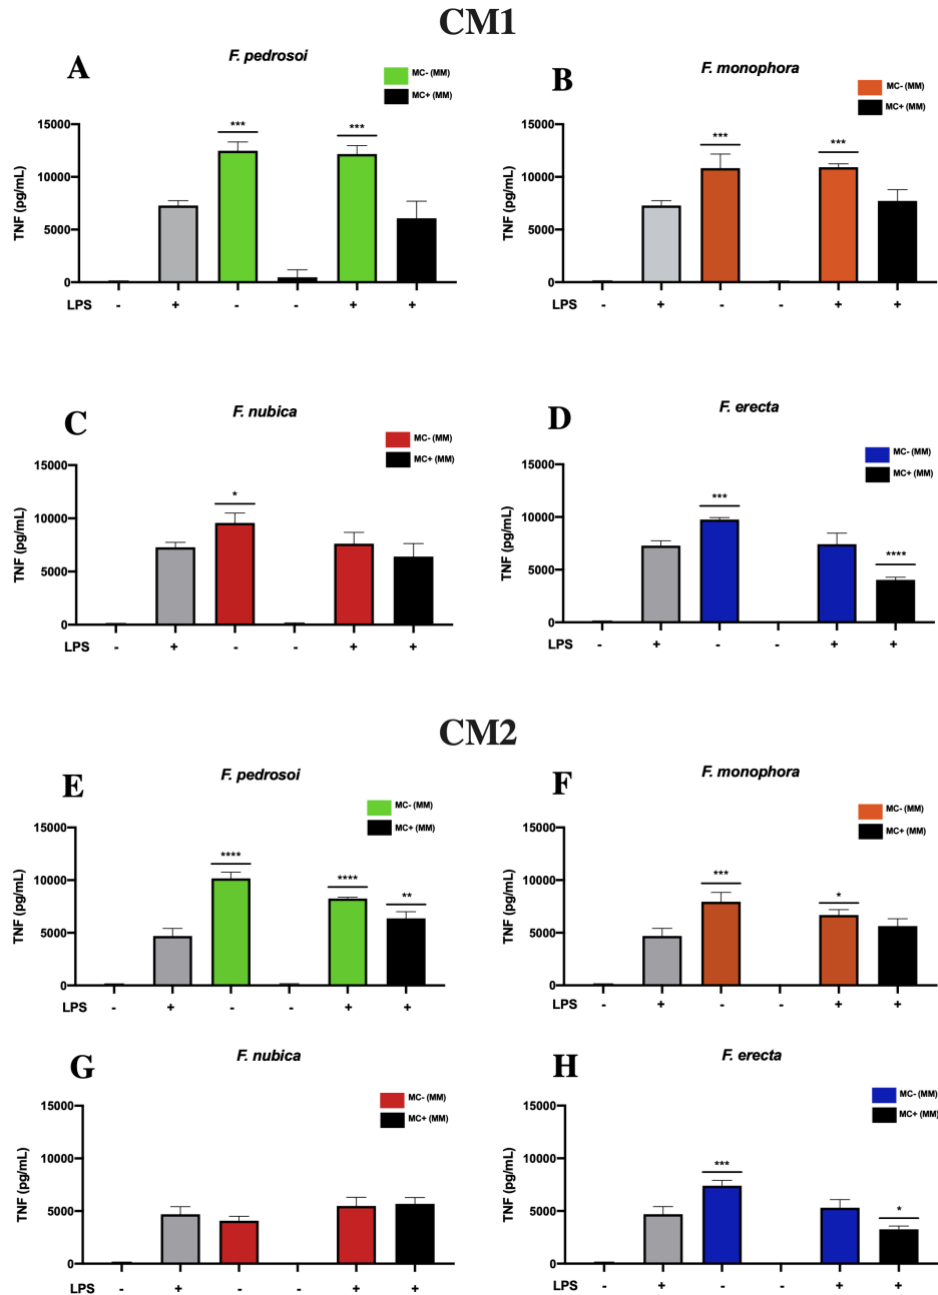 CM1
A
F. pedrosoi
MC- (MM)
MC+ (MM)
TNF (pg/mL)
15000
***
***
10000
5000
0
LPS - + - - + +
B
F. monophora
MC- (MM)
MC+ (MM)
TNF (pg/mL)
15000
***
***
10000
5000
0
LPS - + - - + +
C
F. nubica
MC- (MM)
MC+ (MM)
TNF (pg/mL)
15000
*
10000
5000
0
LPS - + - - + +
D
F. erecta
MC- (MM)
MC+ (MM)
TNF (pg/mL)
15000
***
10000
****
5000
0
LPS - + - - + +
CM2
E
F. pedrosoi
MC- (MM)
MC+ (MM)
TNF (pg/mL)
15000
****
****
**
10000
5000
0
LPS - + - - + +
F
F. monophora
MC- (MM)
MC+ (MM)
TNF (pg/mL)
15000
***
*
10000
5000
0
LPS - + - - + +
G
F. nubica
MC- (MM)
MC+ (MM)
TNF (pg/mL)
15000
10000
5000
0
LPS - + - - + +
H
F. erecta
MC- (MM)
MC+ (MM)
TNF (pg/mL)
15000
10000
***
*
5000
0
LPS - + - - + +